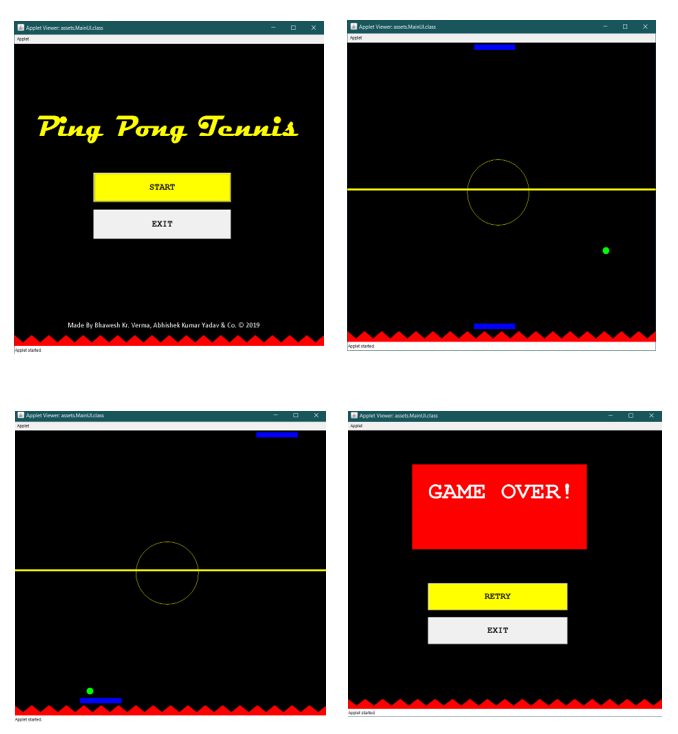 Applet Viewer: assets.MainUI.class
Applet
Ping Pong Tennis
START
EXIT
Made By Bhawesh Kr. Verma, Abhishek Kumar Yadav & Co. © 2019
Applet started.
Applet Viewer: assets.MainUI.class
Applet
Applet started.
Applet Viewer: assets.MainUI.class
Applet
Applet started.
Applet Viewer: assets.MainUI.class
Applet
GAME OVER!
RETRY
EXIT
Applet started.